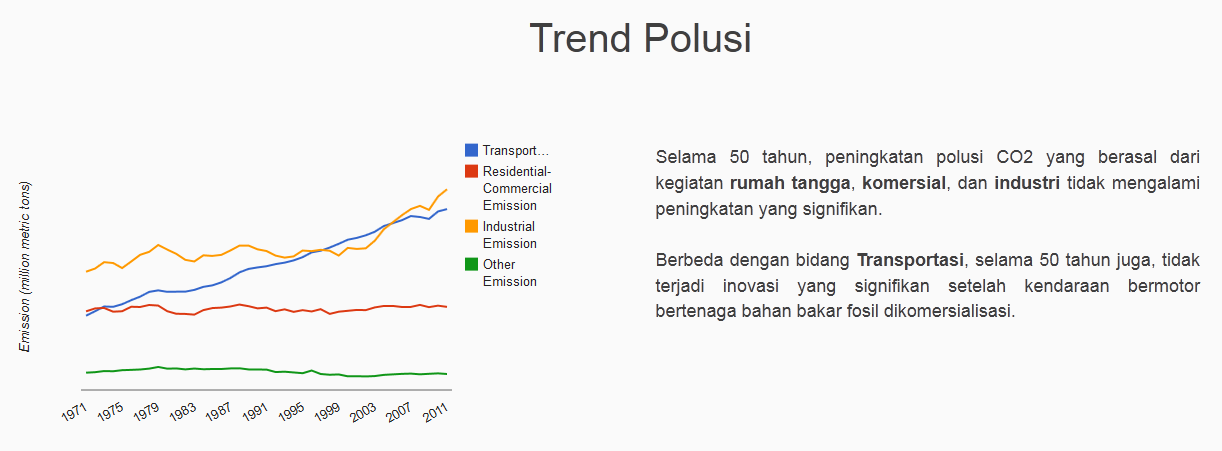 Trend Polusi
Emission (million metric tons)
Transport…
Residential-
Commercial
Emission
Industrial
Emission
Other
Emission
1971 1975 1979 1983 1987 1991 1995 1999 2003 2007 2011
Selama 50 tahun, peningkatan polusi CO2 yang berasal dari
kegiatan rumah tangga, komersial, dan industri tidak mengalami
peningkatan yang signifikan.
Berbeda dengan bidang Transportasi, selama 50 tahun juga, tidak
terjadi inovasi yang signifikan setelah kendaraan bermotor
bertenaga bahan bakar fosil dikomersialisasi.